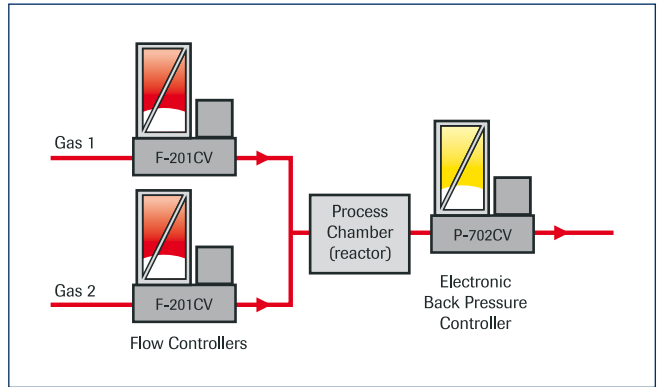 Gas 1
F-201CV
Gas 2
F-201CV
Flow Controllers
Process
Chamber
(reactor)
P-702CV
Electronic
Back Pressure
Controller